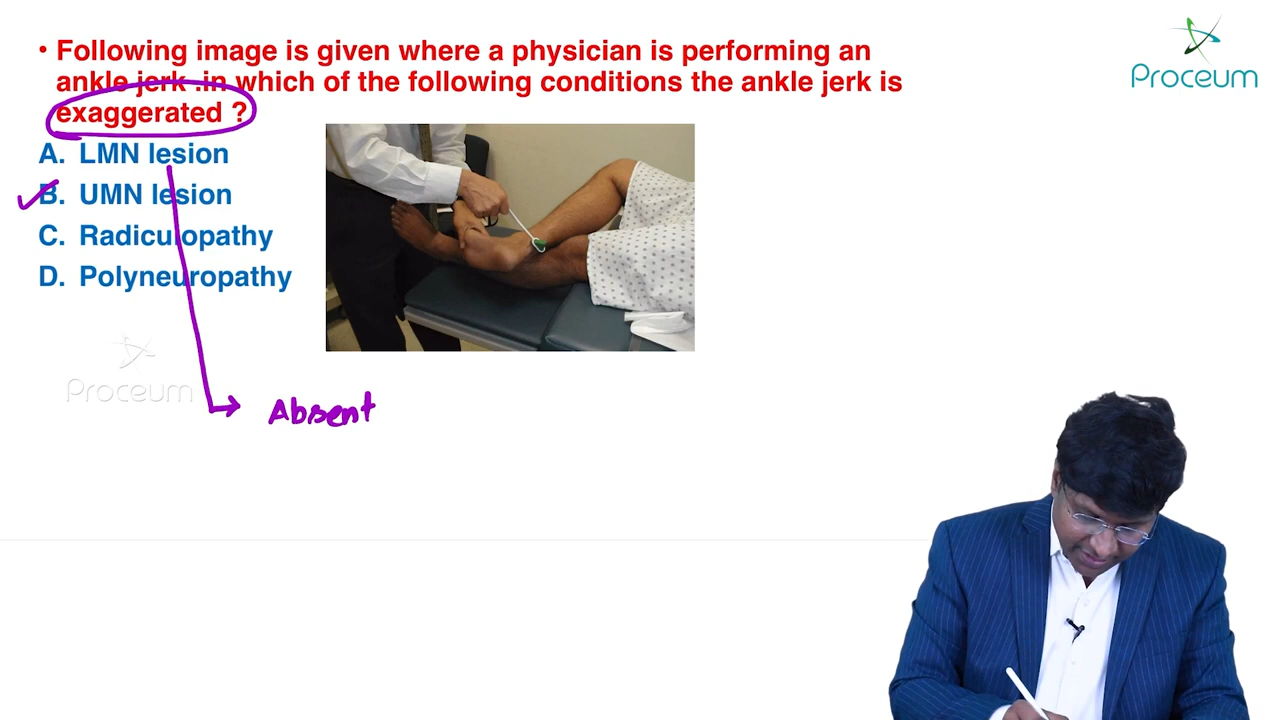 • Following image is given where a physician is performing an
ankle jerk .in which of the following conditions the ankle jerk is
exaggerated ?
A. LMN lesion
B. UMN lesion
C. Radiculopathy
D. Polyneuropathy
Absent
Proceum
Proceum